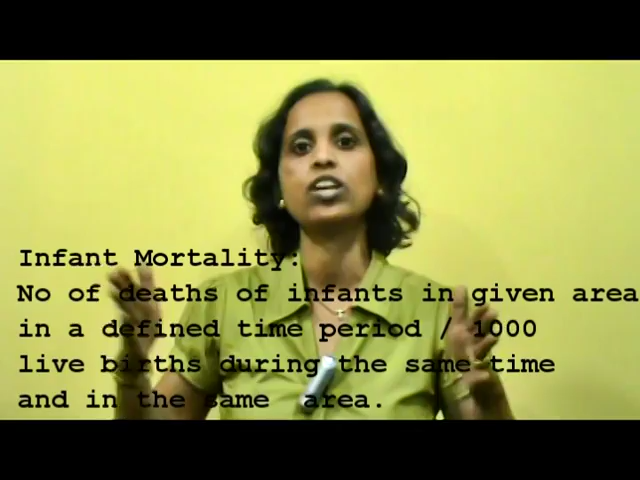 Infant Mortality:
No of deaths of infants in given area
in a defined time period / 1000
live births during the same time
and in the same area.